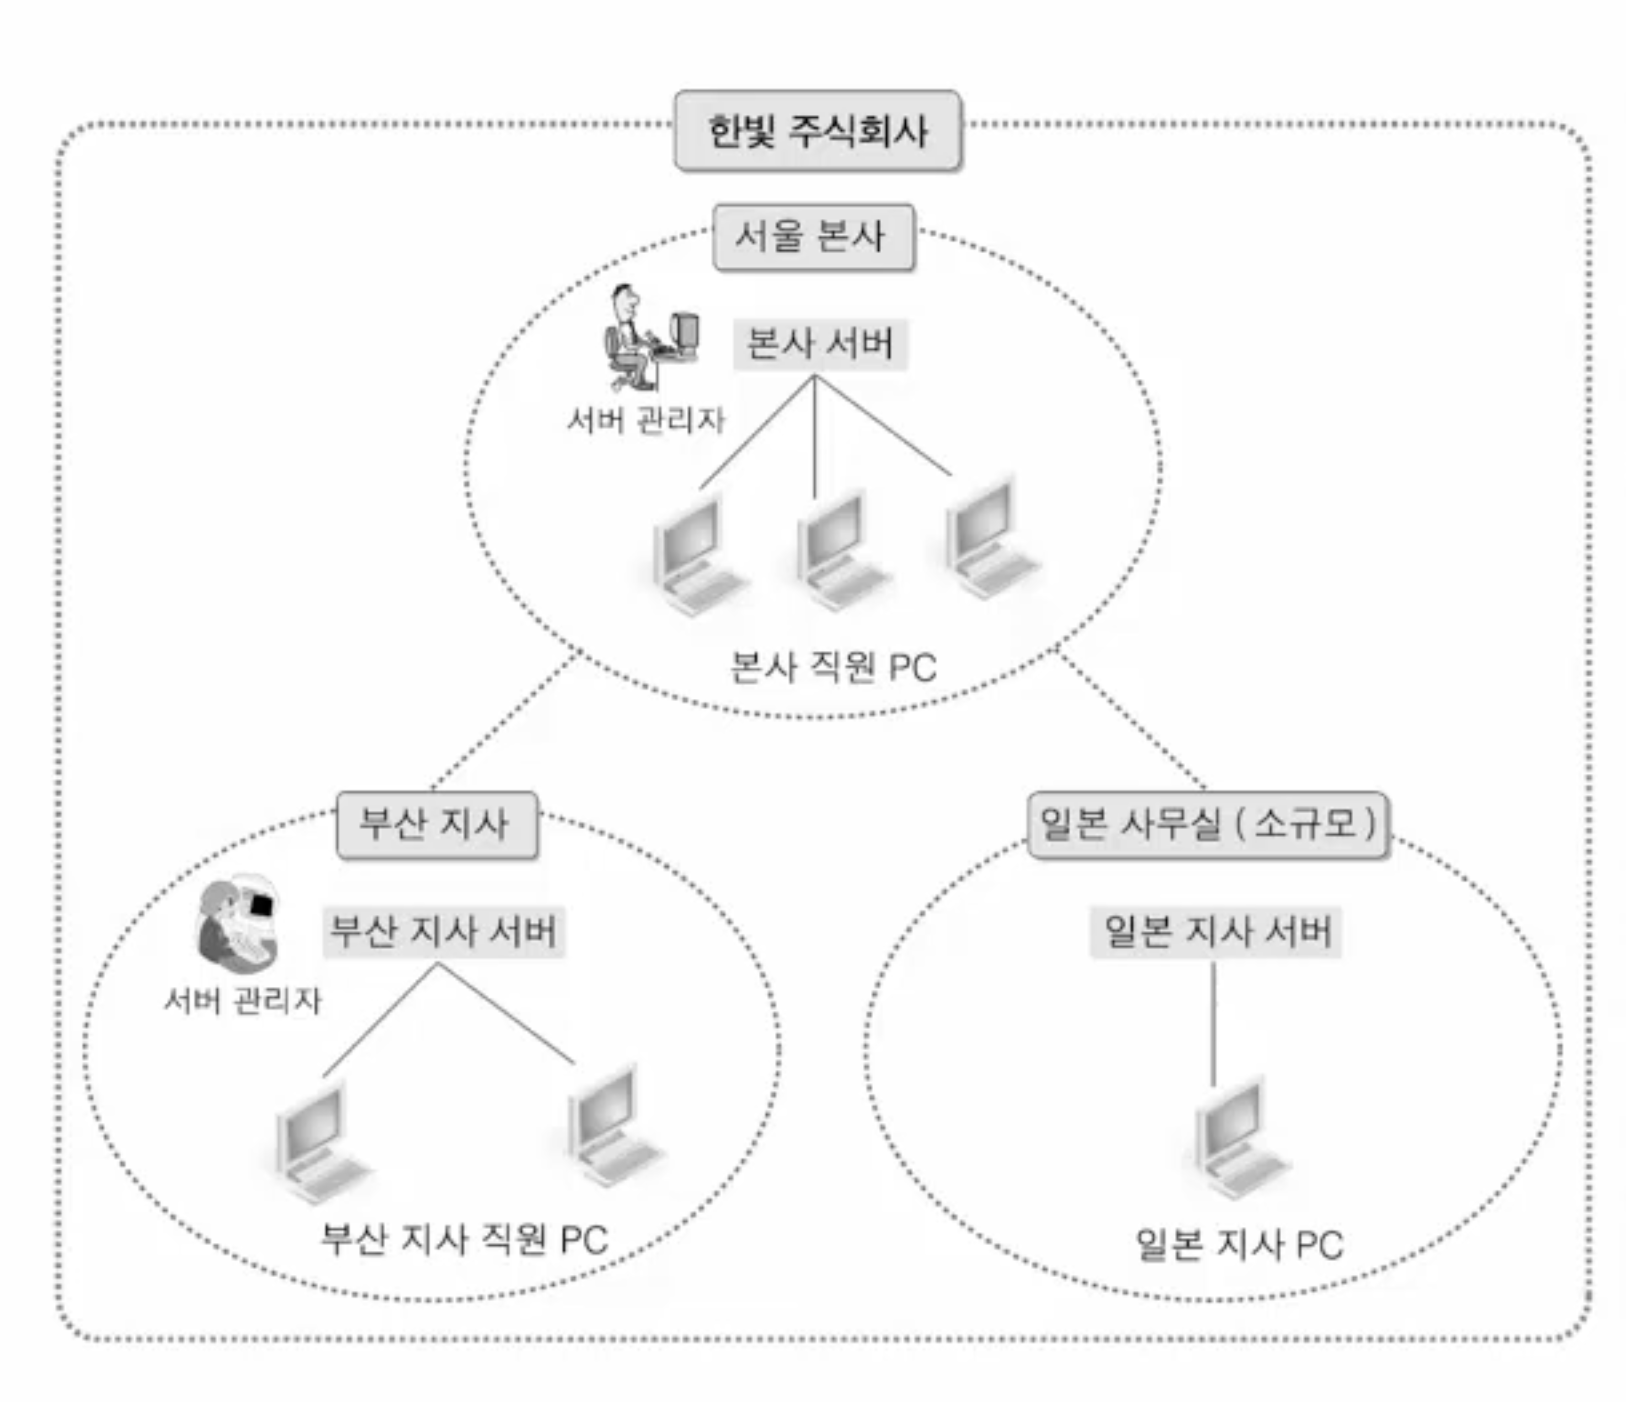 한빛 주식회사
서울 본사
본사 서버
서버 관리자
본사 직원 PC
부산 지사
부산 지사 서버
서버 관리자
부산 지사 직원 PC
일본 사무실 ( 소규모 )
일본 지사 서버
일본 지사 PC